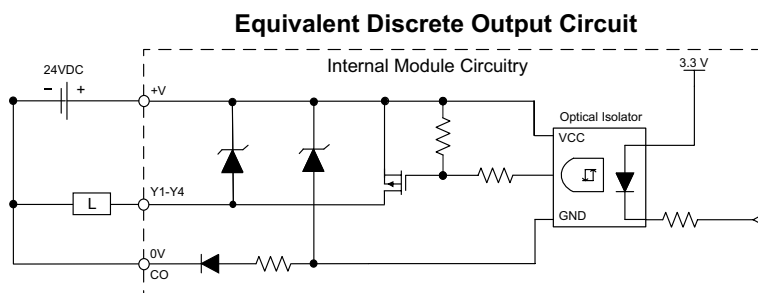 Equivalent Discrete Output Circuit
24VDC
Internal Module Circuitry
3.3 V
− +
+V
Optical Isolator
VCC
Y1-Y4
L
GND
0V
CO